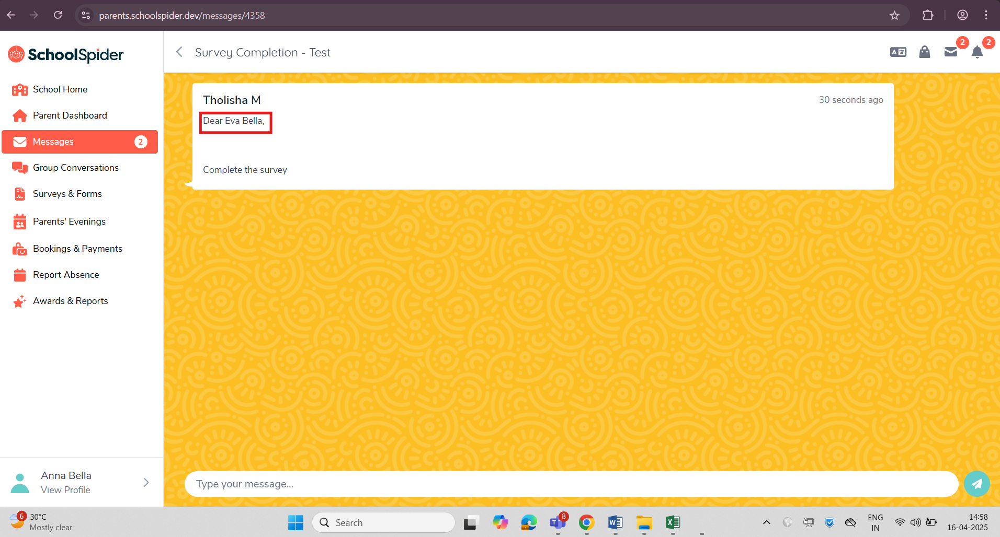 parents.schoolspider.dev/messages/4358
SchoolSpider
Survey Completion - Test
2
2
School Home
Parent Dashboard
Messages
2
Group Conversations
Surveys & Forms
Parents' Evenings
Bookings & Payments
Report Absence
Awards & Reports
Tholisha M
30 seconds ago
Dear Eva Bella,
Complete the survey
Anna Bella
View Profile
Type your message...
6
30°C
Mostly clear
Search
8
ENG
IN
14:58
16-04-2025